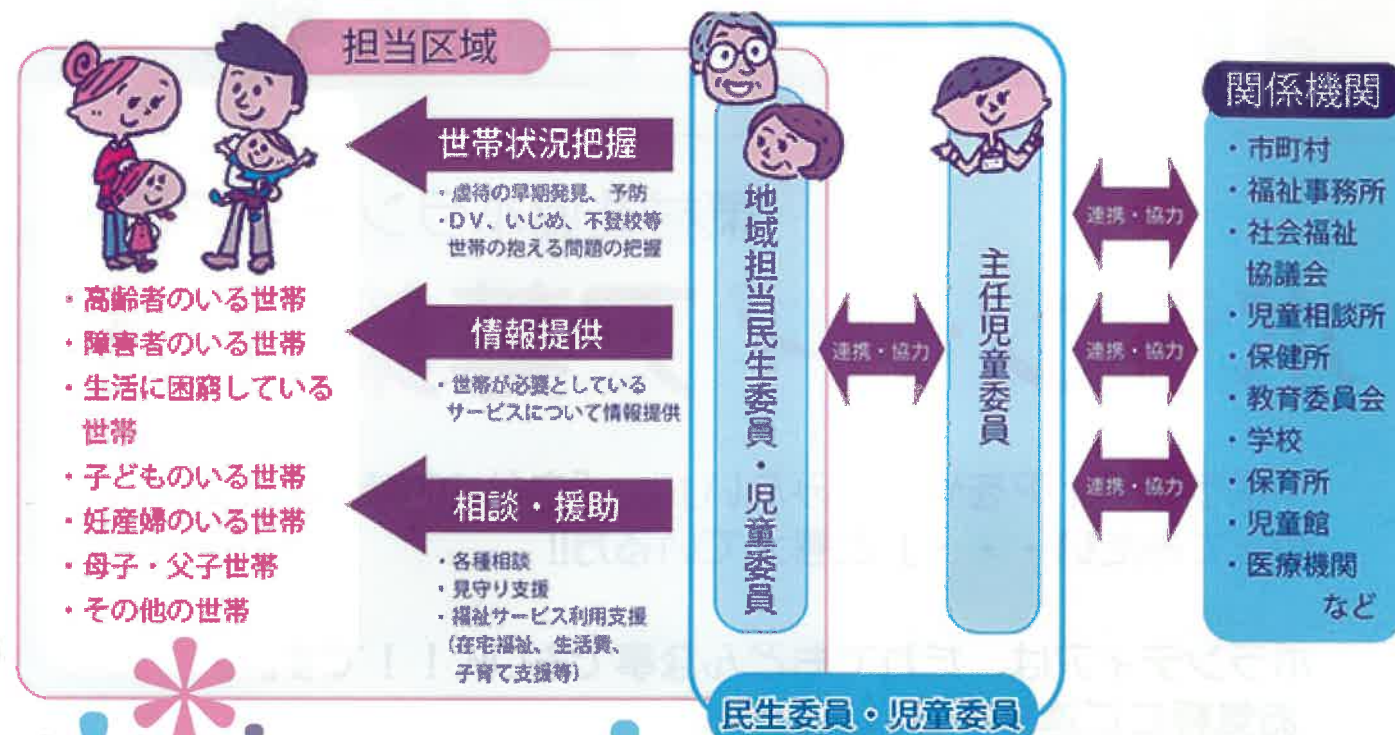 担当区域
・高齢者のいる世帯
・障害者のいる世帯
・生活に困窮している
世帯
・子どものいる世帯
・妊産婦のいる世帯
・母子・父子世帯
・その他の世帯
世帯状況把握
・虐待の早期発見、予防
・DV、いじめ、不登校等
世帯の抱える問題の把握
情報提供
・世帯が必要としている
サービスについて情報提供
相談・援助
・各種相談
・見守り支援
・福祉サービス利用支援
(在宅福祉、生活費、
子育て支援等)
地域担当民生委員・児童委員
連携・協力
主任児童委員
民生委員・児童委員
連携・協力
連携・協力
連携・協力
関係機関
・市町村
・福祉事務所
・社会福祉
協議会
・児童相談所
・保健所
・教育委員会
・学校
・保育所
・児童館
・医療機関
など